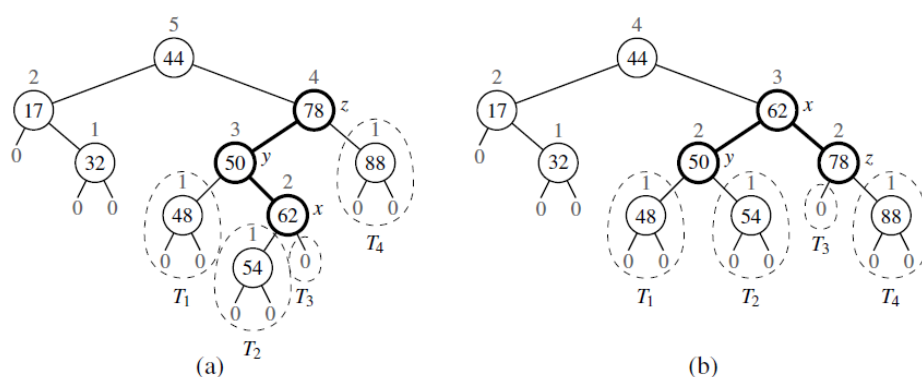 5
44
2 4
17 78 z
1 3 1
0 32 50 y 88
1 2
0 0 48 62 x 0 0
1 T4
0 0 54 0
T1 T3
0 0
T2
(a)
4
44
2 3
17 62 x
1 2 2
0 32 50 y 78 z
1 1 1
0 0 48 54 0 88
T3
0 0 0 0 0 0
T1 T2 T4
(b)